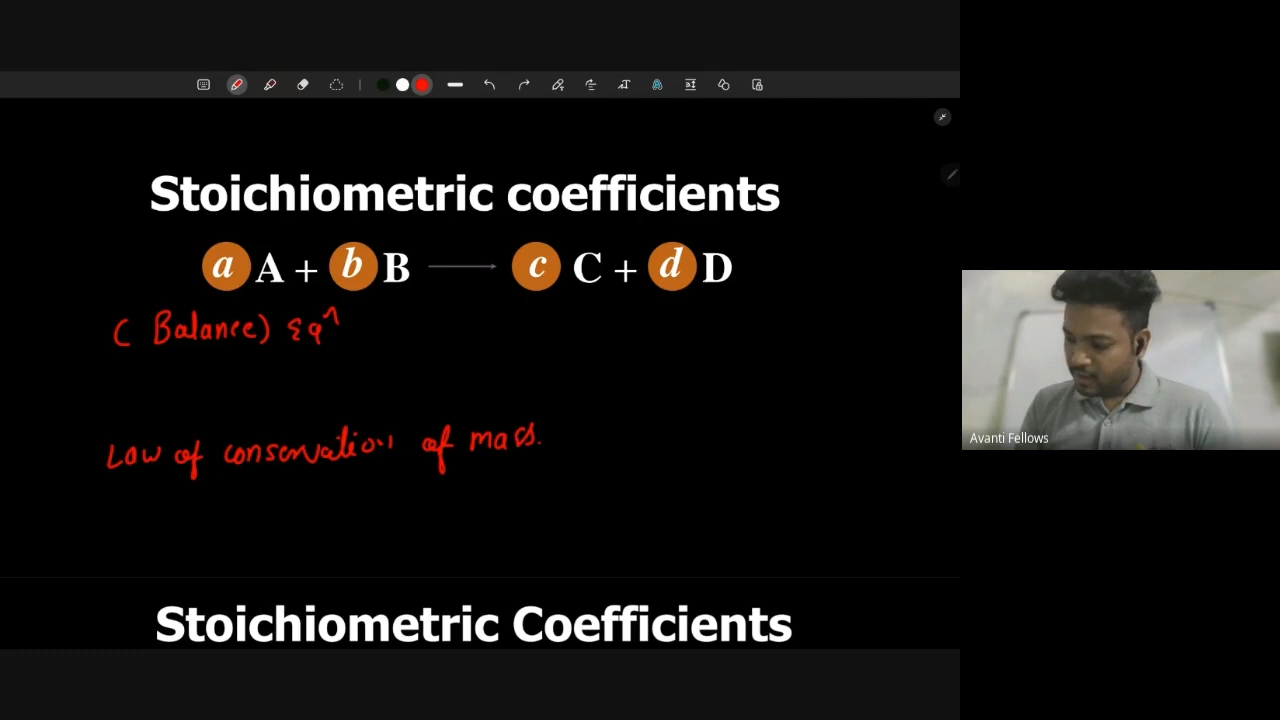 Stoichiometric coefficients
a A + b B → c C + d D
( Balance) Eqⁿ
Law of conservation of mass.
Stoichiometric Coefficients
Avanti Fellows